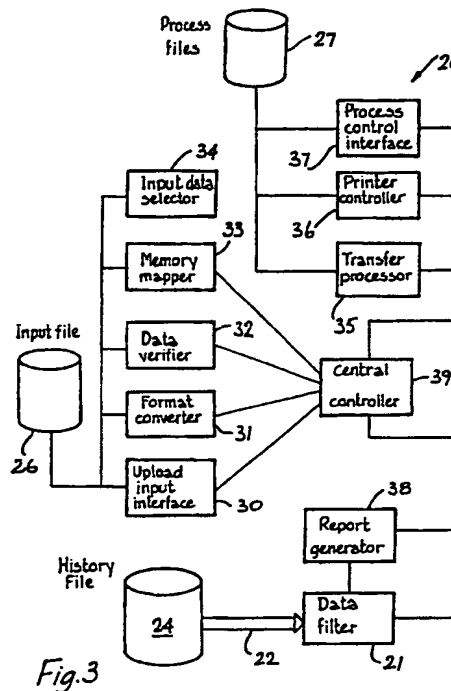 Process
files
27
20
Process
control
interface
37
34
Input data
selector
Printer
controller
36
33
Memory
mapper
Transfer
processor
35
32
Data
verifier
Input file
26
Central
controller
39
Format
converter
31
Upload
input
interface
30
38
Report
generator
History
File
24
22
Data
filter
21
Fig.3